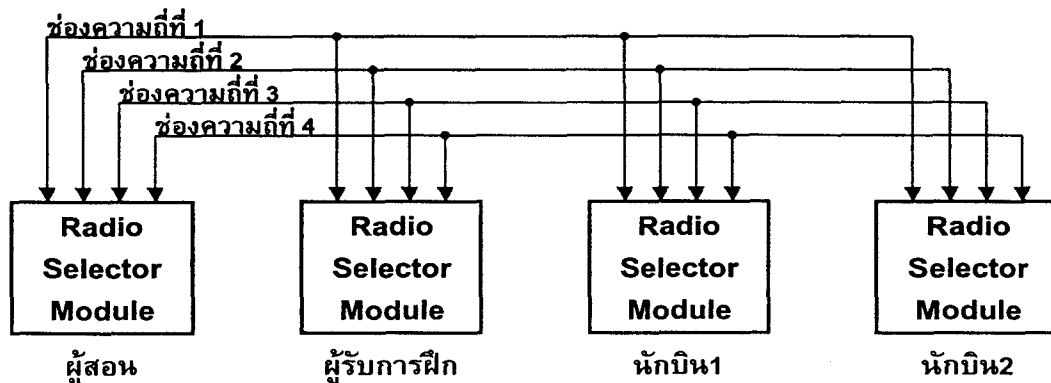 ช่องความถี่ที่ 1
ช่องความถี่ที่ 2
ช่องความถี่ที่ 3
ช่องความถี่ที่ 4
Radio Selector Module
Radio Selector Module
Radio Selector Module
Radio Selector Module
ผู้สอน
ผู้รับการฝึก
นักบิน1
นักบิน2